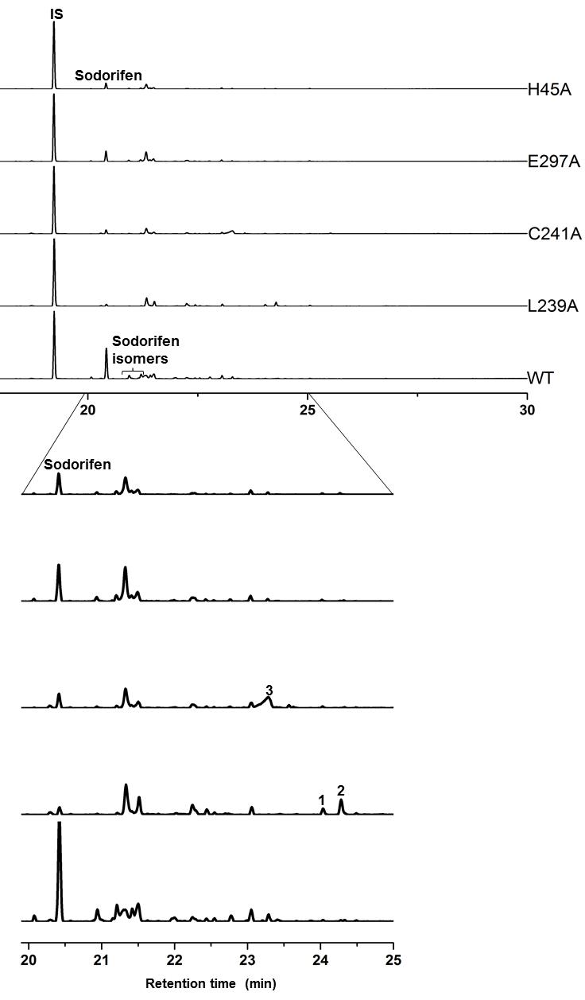 IS
Sodorifen
H45A
E297A
C241A
L239A
Sodorifen
isomers
WT
20 25 30
Sodorifen
3
1 2
20 21 22 23 24 25
Retention time (min)